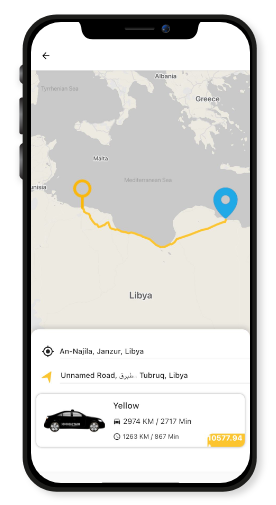 Albania
Tyrrhenian Sea
Greece
Malta
Tunisia
Mediterranean Sea
Libya
An-Najila, Janzur, Libya
Unnamed Road, طبرق، Tubruq, Libya
Yellow
2974 KM / 2717 Min
1263 KM / 867 Min
10577.94